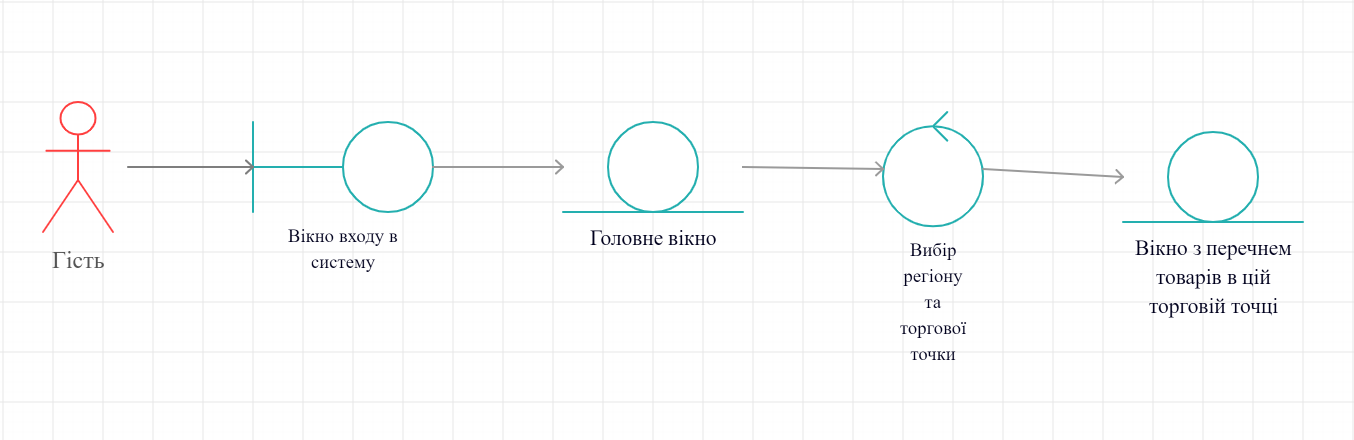 Гість
Вікно входу в
систему
Головне вікно
Вибір
регіону
та
торгової
точки
Вікно з перечнем
товарів в цій
торговій точці